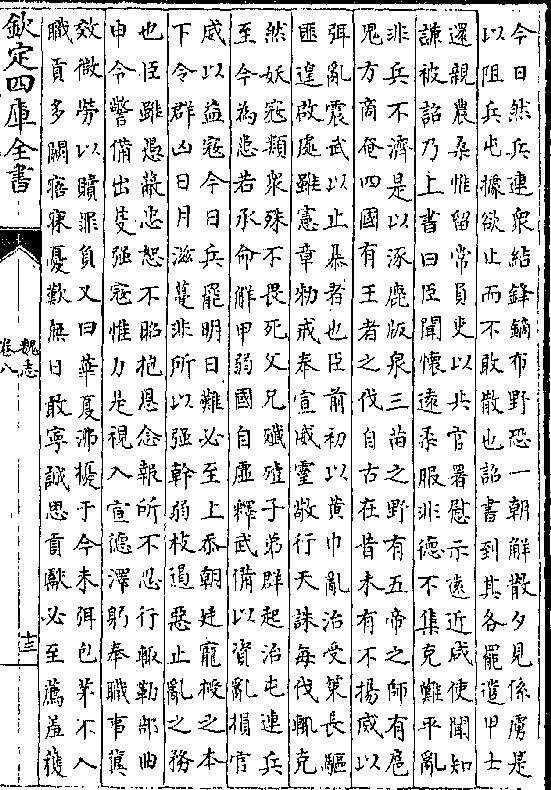 今日然兵連衆結鋒鏑布野恐一朝解散夕見係虜是
以阻兵屯據欲止而不敢散也詔書到其各罷遣甲士
還親農桑惟留常員吏以共官署慰示遠近咸使聞知
謙被詔乃上書曰臣聞懷遠柔服非德不集克難平亂
非兵不濟是以涿鹿版泉三苗之野有五帝之師有扈
鬼方商奄四國有王者之伐自古在昔未有不揚威以
弭亂震武以止暴者也臣前初以黄巾亂治受策長驅
匪遑啟處雖憲章勑戒奉宣威靈敬行天誅每伐輒克
然妖寇類衆殊不畏死父兄殲殪子弟群起治屯連兵
至今為患若承命解甲弱國自虛釋武備以資亂損官
威以益寇今日兵罷明日難必至上忝朝廷寵授之本
下令群凶日月滋蔓非所以强幹弱枝遏惡止亂之務
也臣雖愚蔽忠恕不昭抱恩念報所不忍行輒勒部曲
申令警備出芟强寇惟力是視入宣德澤躬奉職事冀
效微勞以贖罪負又曰華夏沸擾于今未弭包茅不入
職貢多闕寤寐憂歎無日敢寧誠思貢獻必至薦羞獲
欽定四庫全書
魏志
卷八
十三